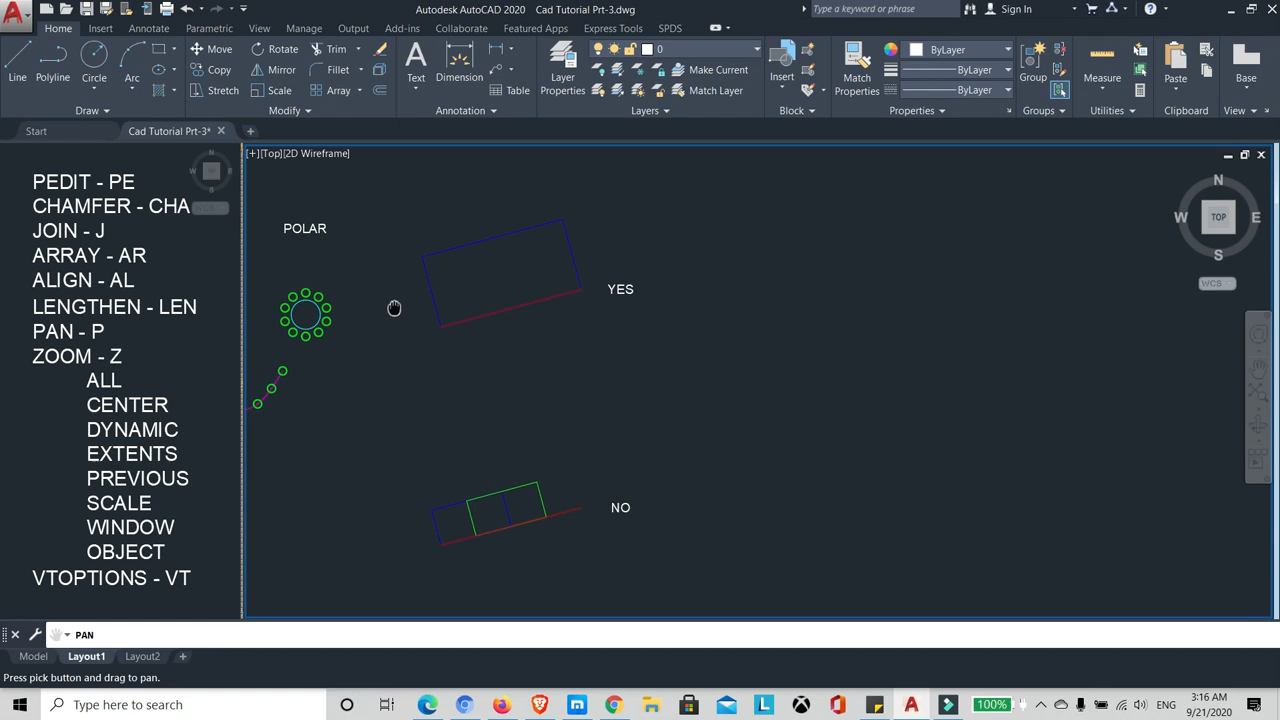 Autodesk AutoCAD 2020 Cad Tutorial Prt-3.dwg
Type a keyword or phrase
Sign In
Home Insert Annotate Parametric View Manage Output Add-ins Collaborate Featured Apps Express Tools SPDS
Line Polyline Circle Arc
Move Rotate Trim
Copy Mirror Fillet
Stretch Scale Array
Text Dimension Table
Layer Properties
0
Make Current
Match Layer
Insert
Match Properties
ByLayer
ByLayer
ByLayer
Group Measure Paste Base
Draw Modify Annotation Layers Block Properties Groups Utilities Clipboard View
Start Cad Tutorial Prt-3*
[+][Top][2D Wireframe]
PEDIT - PE
CHAMFER - CHA
JOIN - J
ARRAY - AR
ALIGN - AL
LENGTHEN - LEN
PAN - P
ZOOM - Z
ALL
CENTER
DYNAMIC
EXTENTS
PREVIOUS
SCALE
WINDOW
OBJECT
VTOPTIONS - VT
N
W E
S
WCS
POLAR
YES
NO
N
W TOP E
S
WCS
PAN
Model Layout1 Layout2
Press pick button and drag to pan.
Type here to search
100%
ENG
3:16 AM
9/21/2020